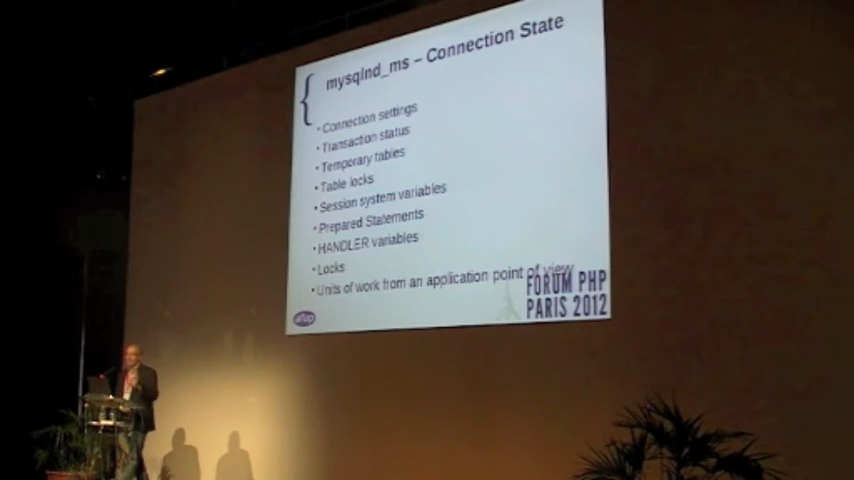 mysqlnd_ms – Connection State
{
• Connection settings
• Transaction status
• Temporary tables
• Table locks
• Session system variables
• Prepared Statements
• HANDLER variables
• Locks
• Units of work from an application point of view
FORUM PHP
PARIS 2012
afup